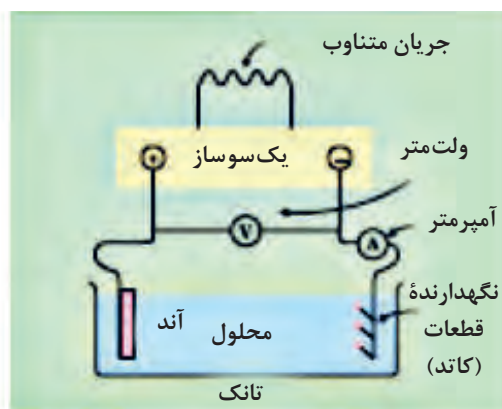 جریان متناوب
یک‌سوساز
+
−
ولت‌متر
V
آمپرمتر
A
نگهدارندهٔ
قطعات
(کاتد)
آند
محلول
تانک